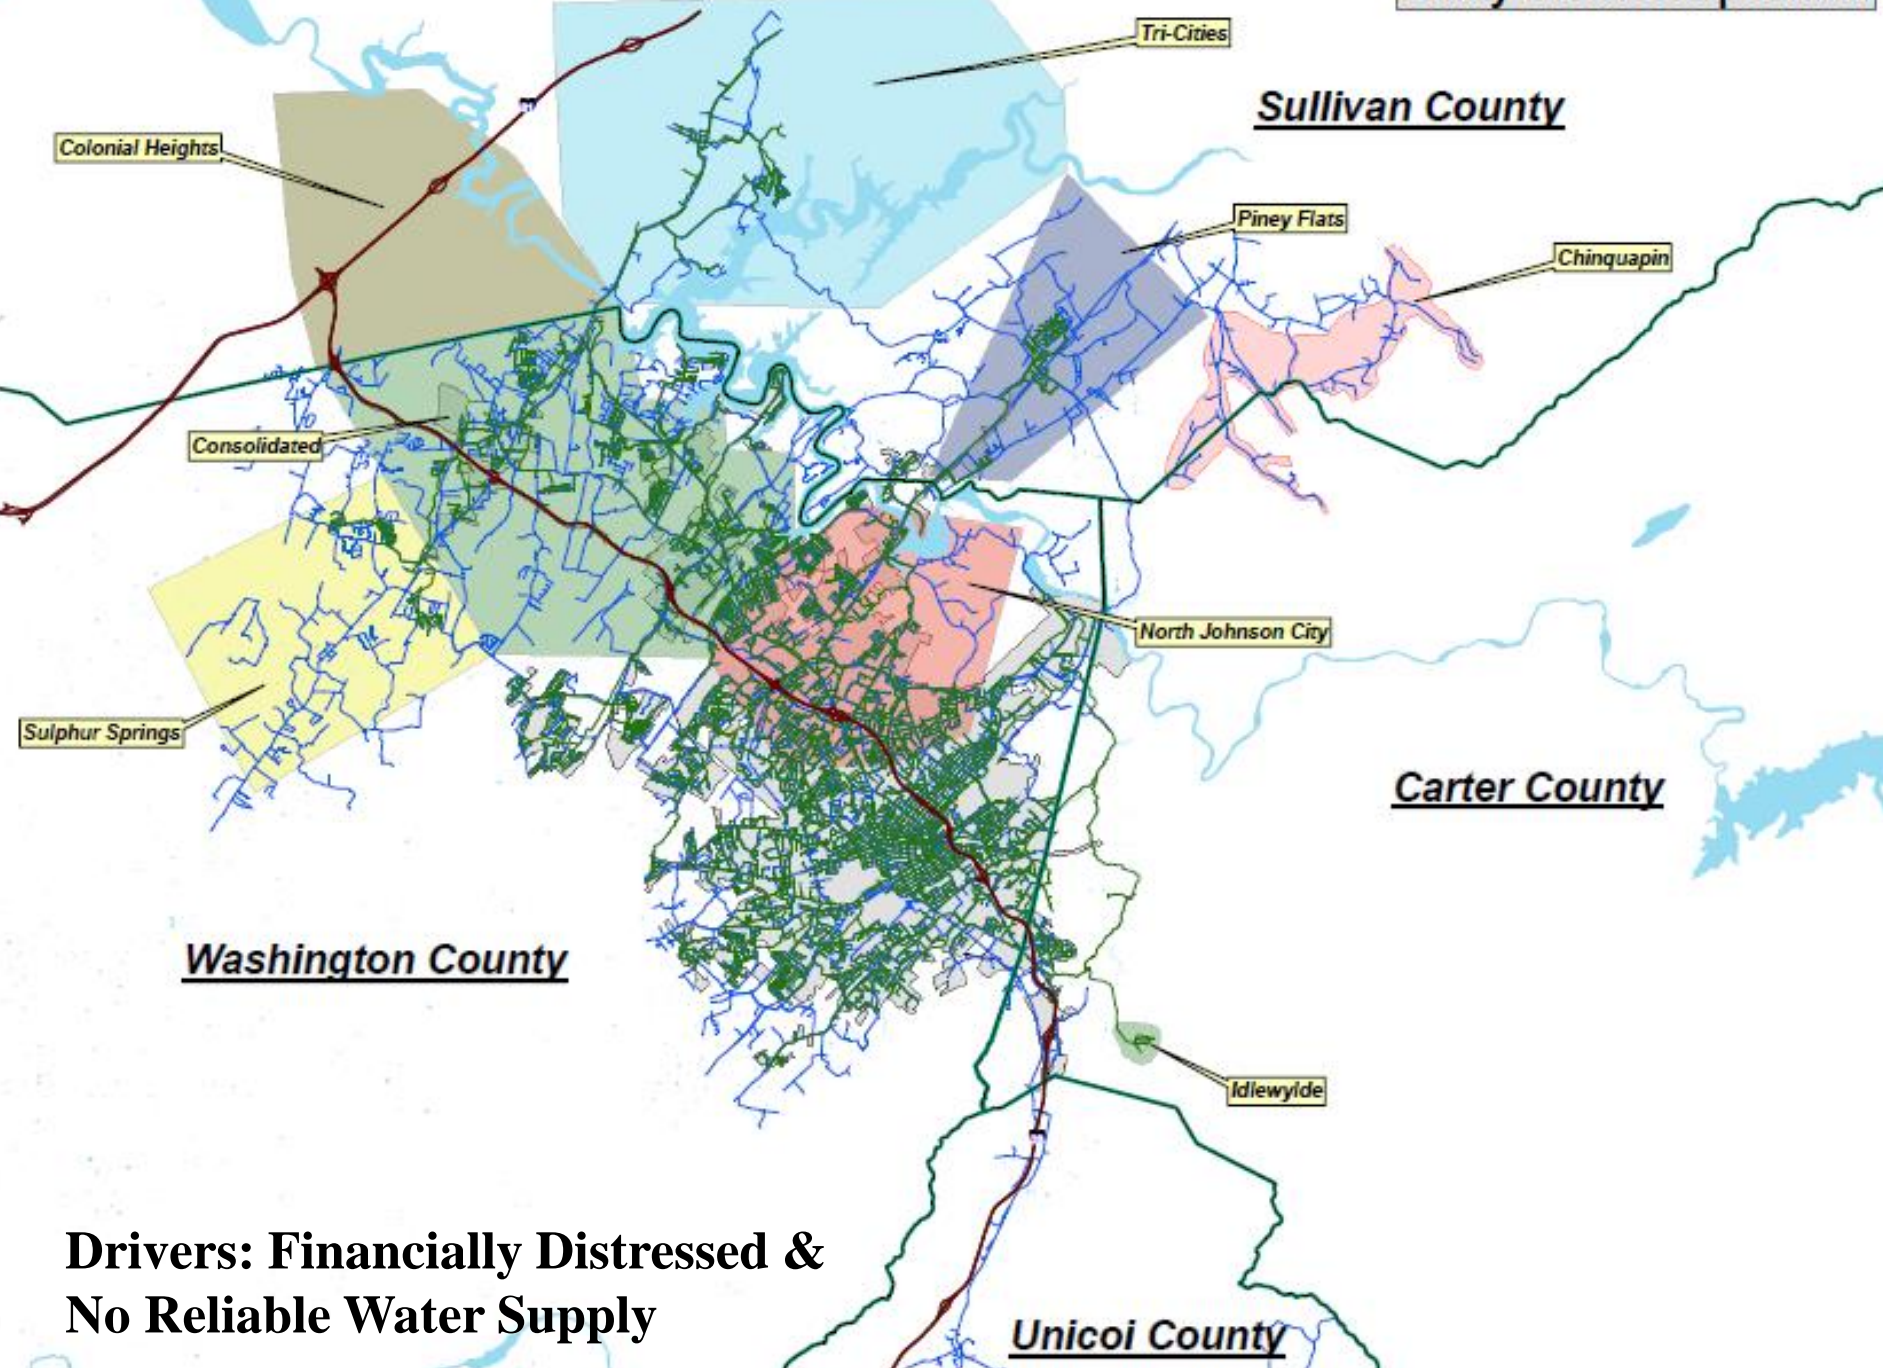 Tri-Cities
Sullivan County
Colonial Heights
Piney Flats
Chinquapin
Consolidated
North Johnson City
Sulphur Springs
Carter County
Washington County
Idlewylde
Drivers: Financially Distressed &
No Reliable Water Supply
Unicoi County